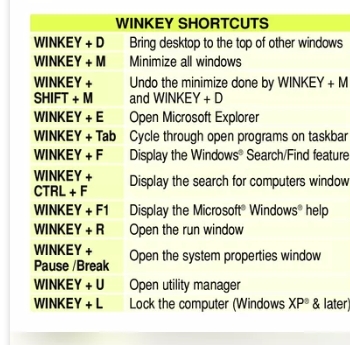 WINKEY SHORTCUTS
WINKEY + D Bring desktop to the top of other windows
WINKEY + M Minimize all windows
WINKEY + SHIFT + M Undo the minimize done by WINKEY + M and WINKEY + D
WINKEY + E Open Microsoft Explorer
WINKEY + Tab Cycle through open programs on taskbar
WINKEY + F Display the Windows® Search/Find feature
WINKEY + CTRL + F Display the search for computers window
WINKEY + F1 Display the Microsoft® Windows® help
WINKEY + R Open the run window
WINKEY + Pause /Break Open the system properties window
WINKEY + U Open utility manager
WINKEY + L Lock the computer (Windows XP® & later)